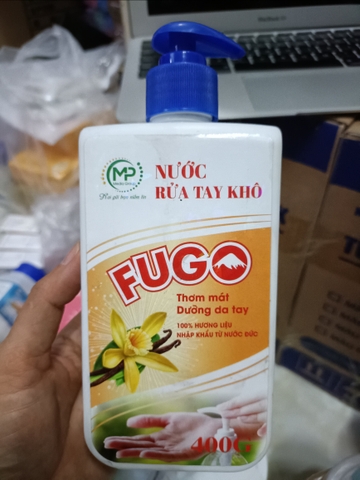 MacBook Air
MP
NƯỚC
RỬA TAY KHÔ
FUGO
Thơm mát
Dưỡng da tay
100% HƯƠNG LIỆU
NHẬP KHẨU TỪ NƯỚC ĐỨC
400G